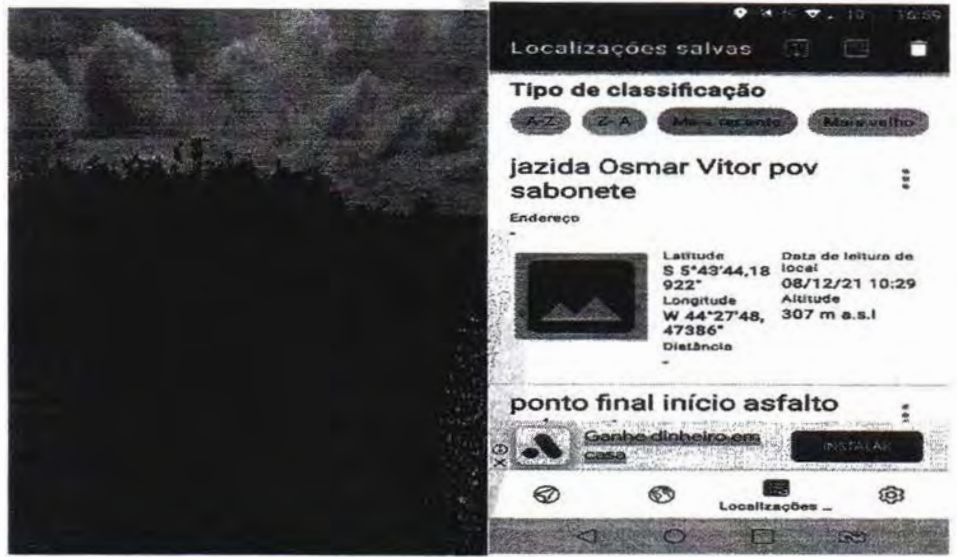 16:59
Localizações salvas
Tipo de classificação
A-Z Z-A Mais recente Mais velho
jazida Osmar Vitor pov
sabonete
Endereço
-
Latitude
S 5°43'44,18
922"
Longitude
W 44°27'48,
47386"
Distância
-
Data de leitura de
local
08/12/21 10:29
Altitude
307 m a.s.l
ponto final início asfalto
Ganhe dinheiro em
casa
INSTALAR
Localizações ...